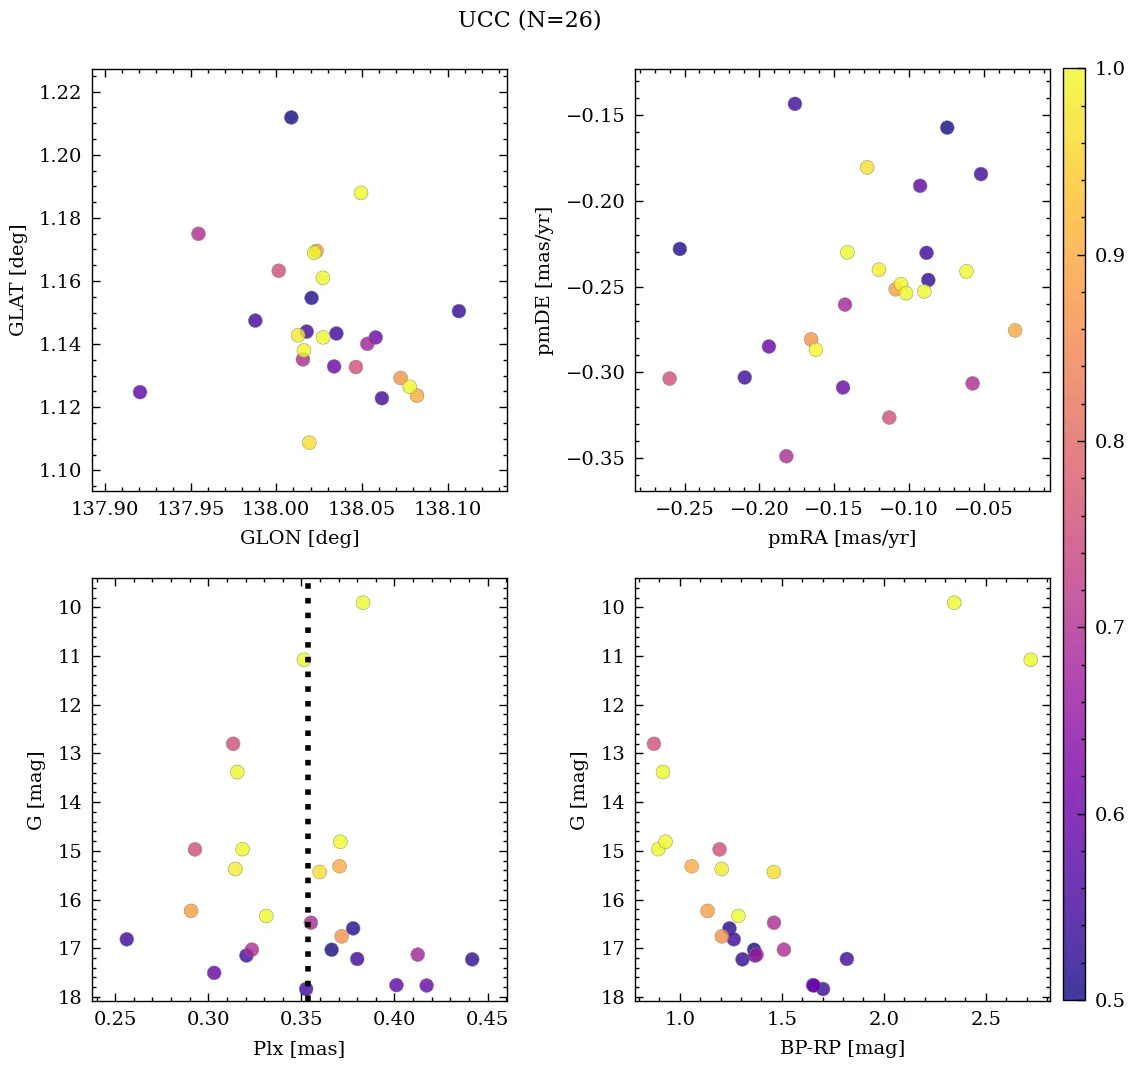 UCC (N=26)
1.22
1.20
1.18
1.16
1.14
1.12
1.10
GLAT [deg]
137.90 137.95 138.00 138.05 138.10
GLON [deg]
−0.15
−0.20
−0.25
−0.30
−0.35
pmDE [mas/yr]
−0.25 −0.20 −0.15 −0.10 −0.05
pmRA [mas/yr]
10
11
12
13
14
15
16
17
18
G [mag]
0.25 0.30 0.35 0.40 0.45
Plx [mas]
10
11
12
13
14
15
16
17
18
G [mag]
1.0 1.5 2.0 2.5
BP-RP [mag]
1.0
0.9
0.8
0.7
0.6
0.5